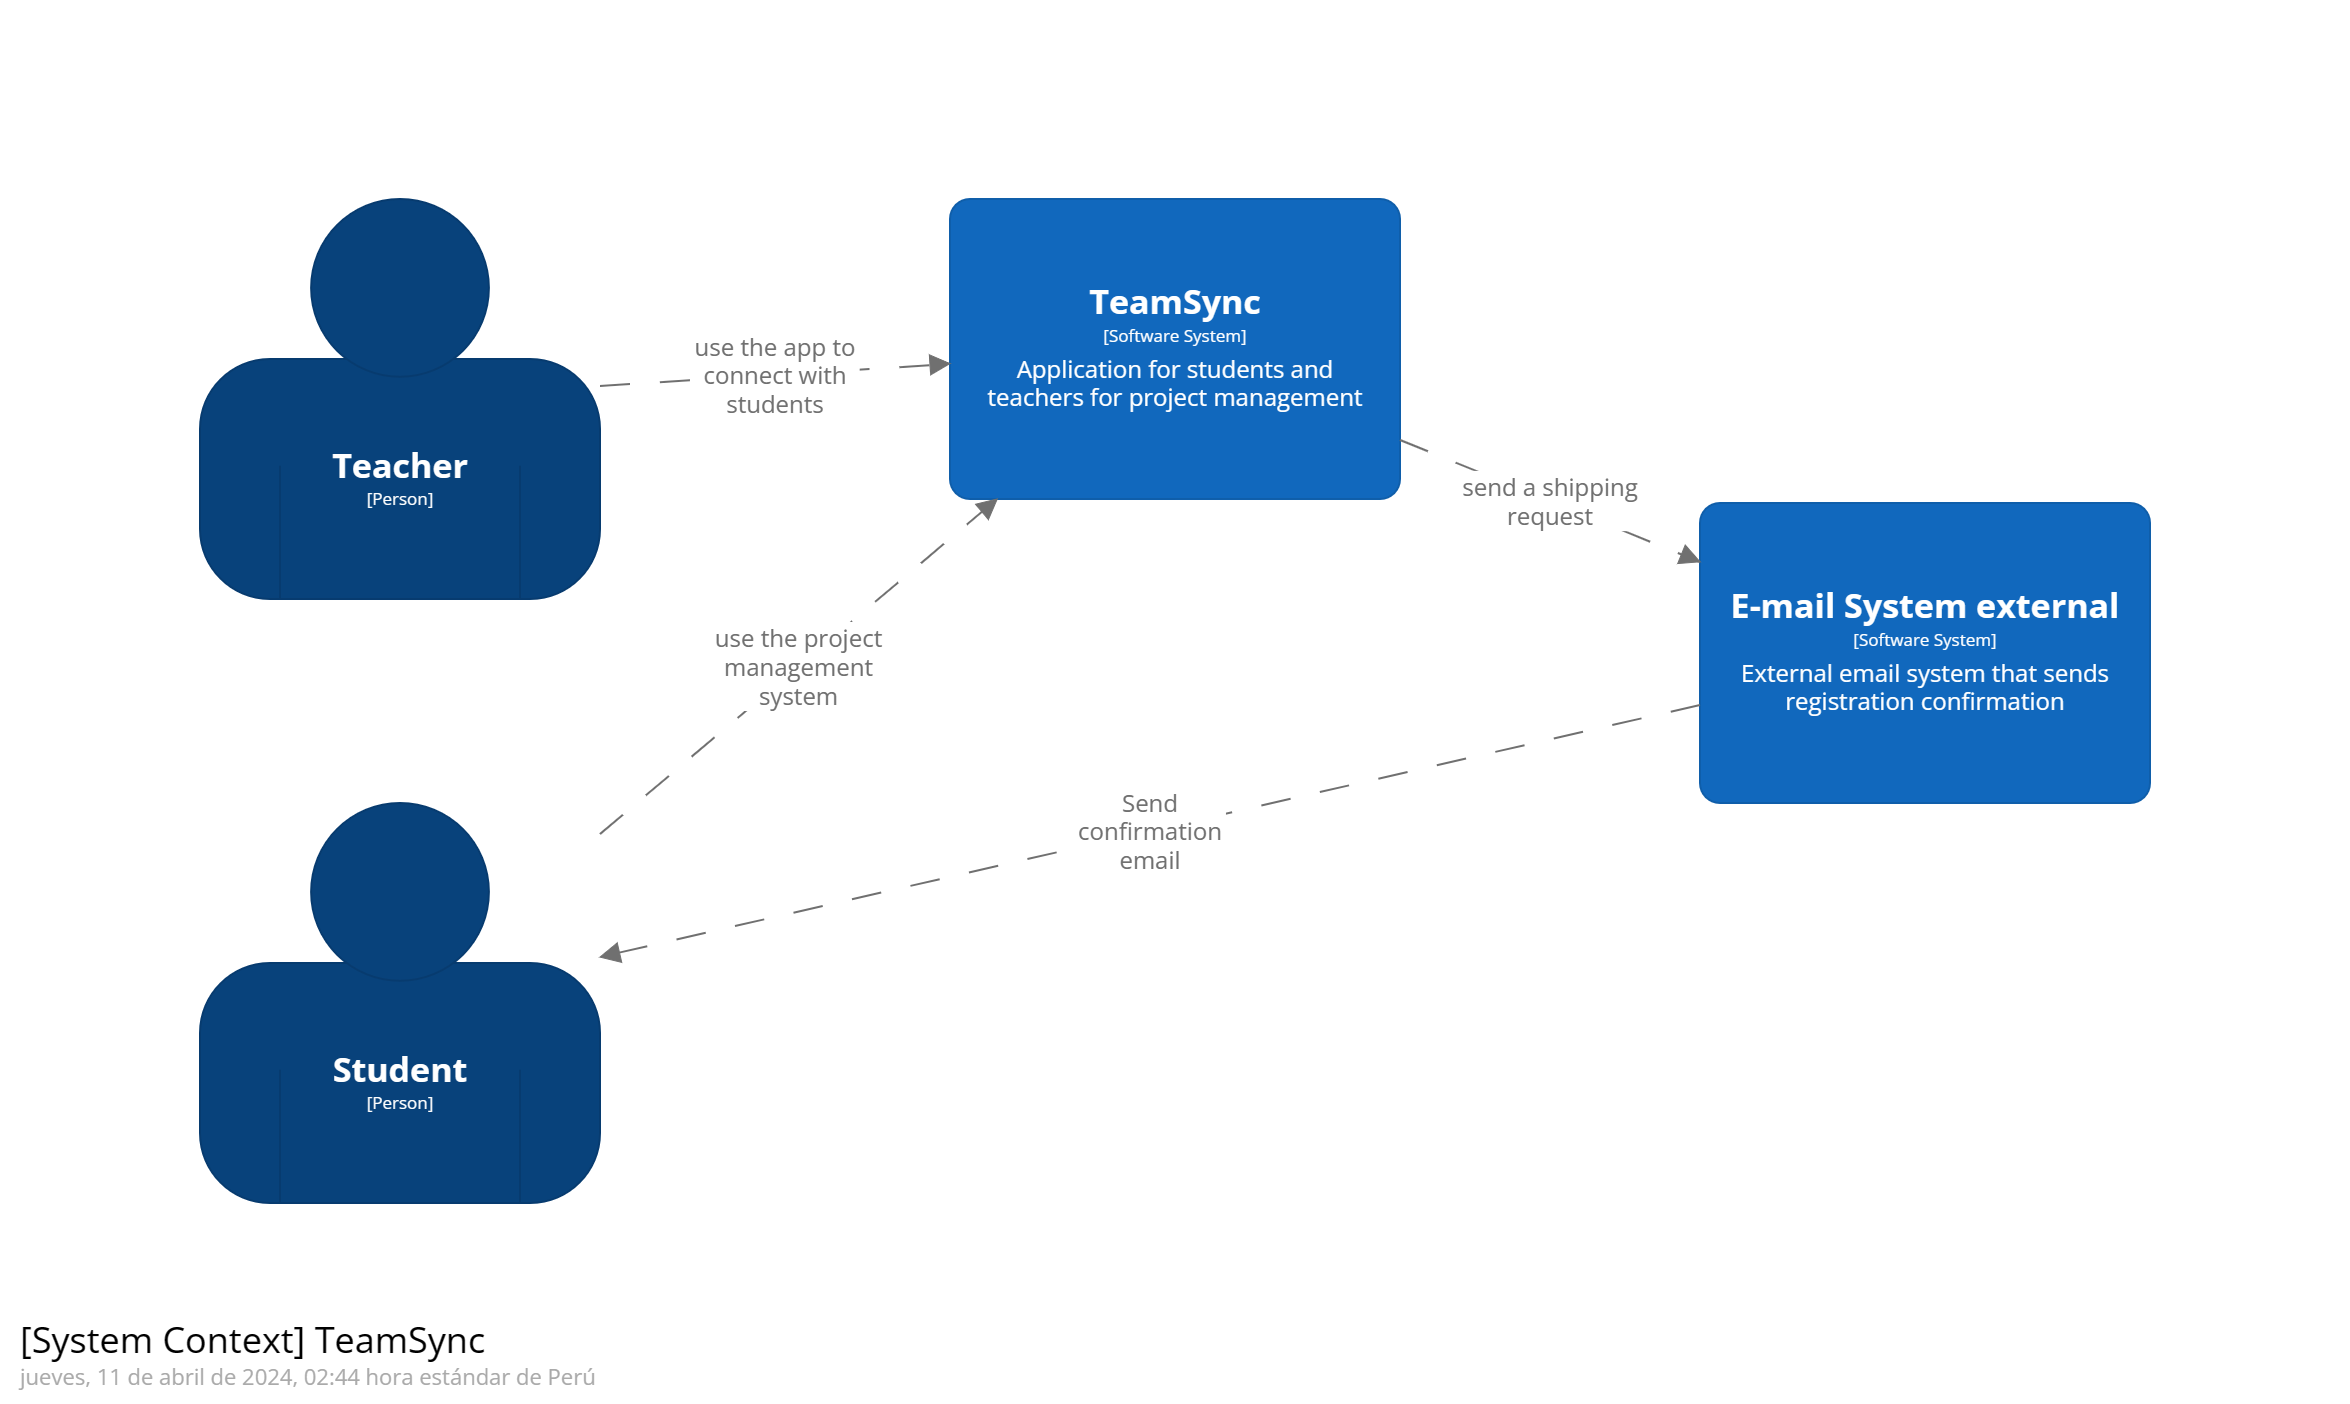 Teacher
[Person]
use the app to
connect with
students
TeamSync
[Software System]
Application for students and
teachers for project management
send a shipping
request
E-mail System external
[Software System]
External email system that sends
registration confirmation
use the project
management
system
Send
confirmation
email
Student
[Person]
[System Context] TeamSync
jueves, 11 de abril de 2024, 02:44 hora estándar de Perú